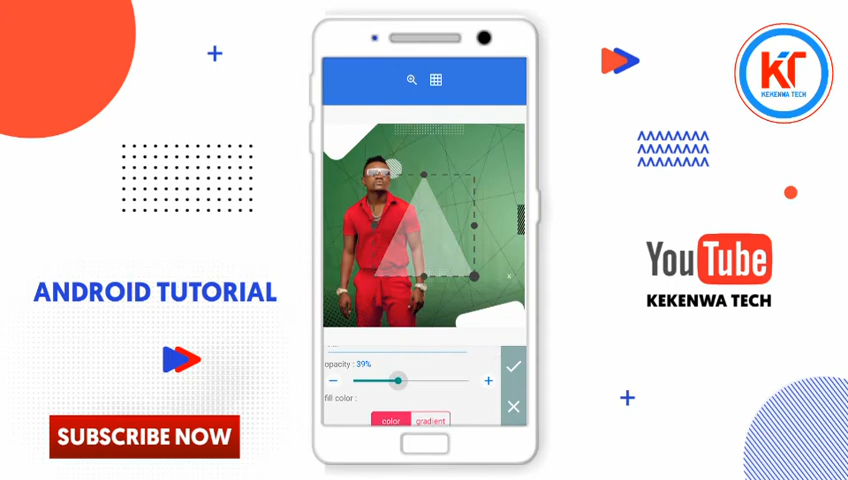 KT
KEKENWA TECH
ANDROID TUTORIAL
YouTube
KEKENWA TECH
opacity : 39%
fill color :
color
gradient
SUBSCRIBE NOW